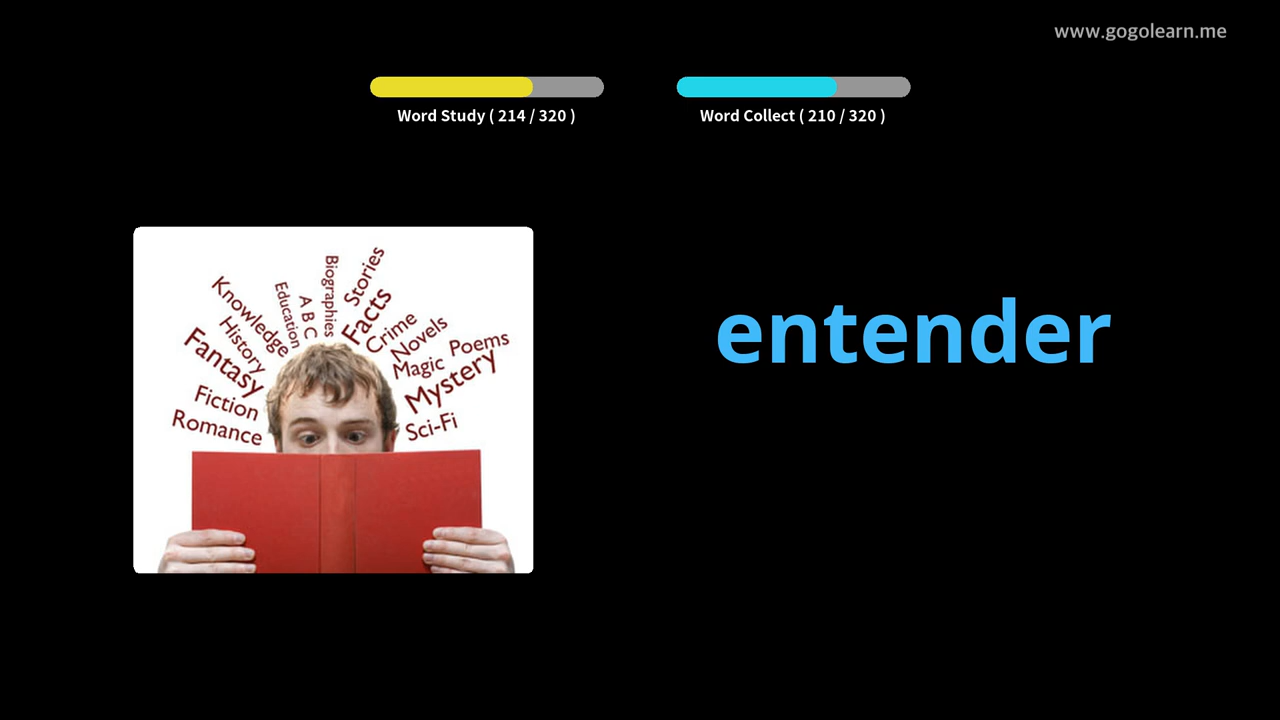 www.gogolearn.me
Word Study ( 214 / 320 )
Word Collect ( 210 / 320 )
Biographies
Stories
Education
A B C
Facts
Knowledge
History
Crime
Novels
Poems
Fantasy
Magic
Mystery
Fiction
Romance
Sci-Fi
entender